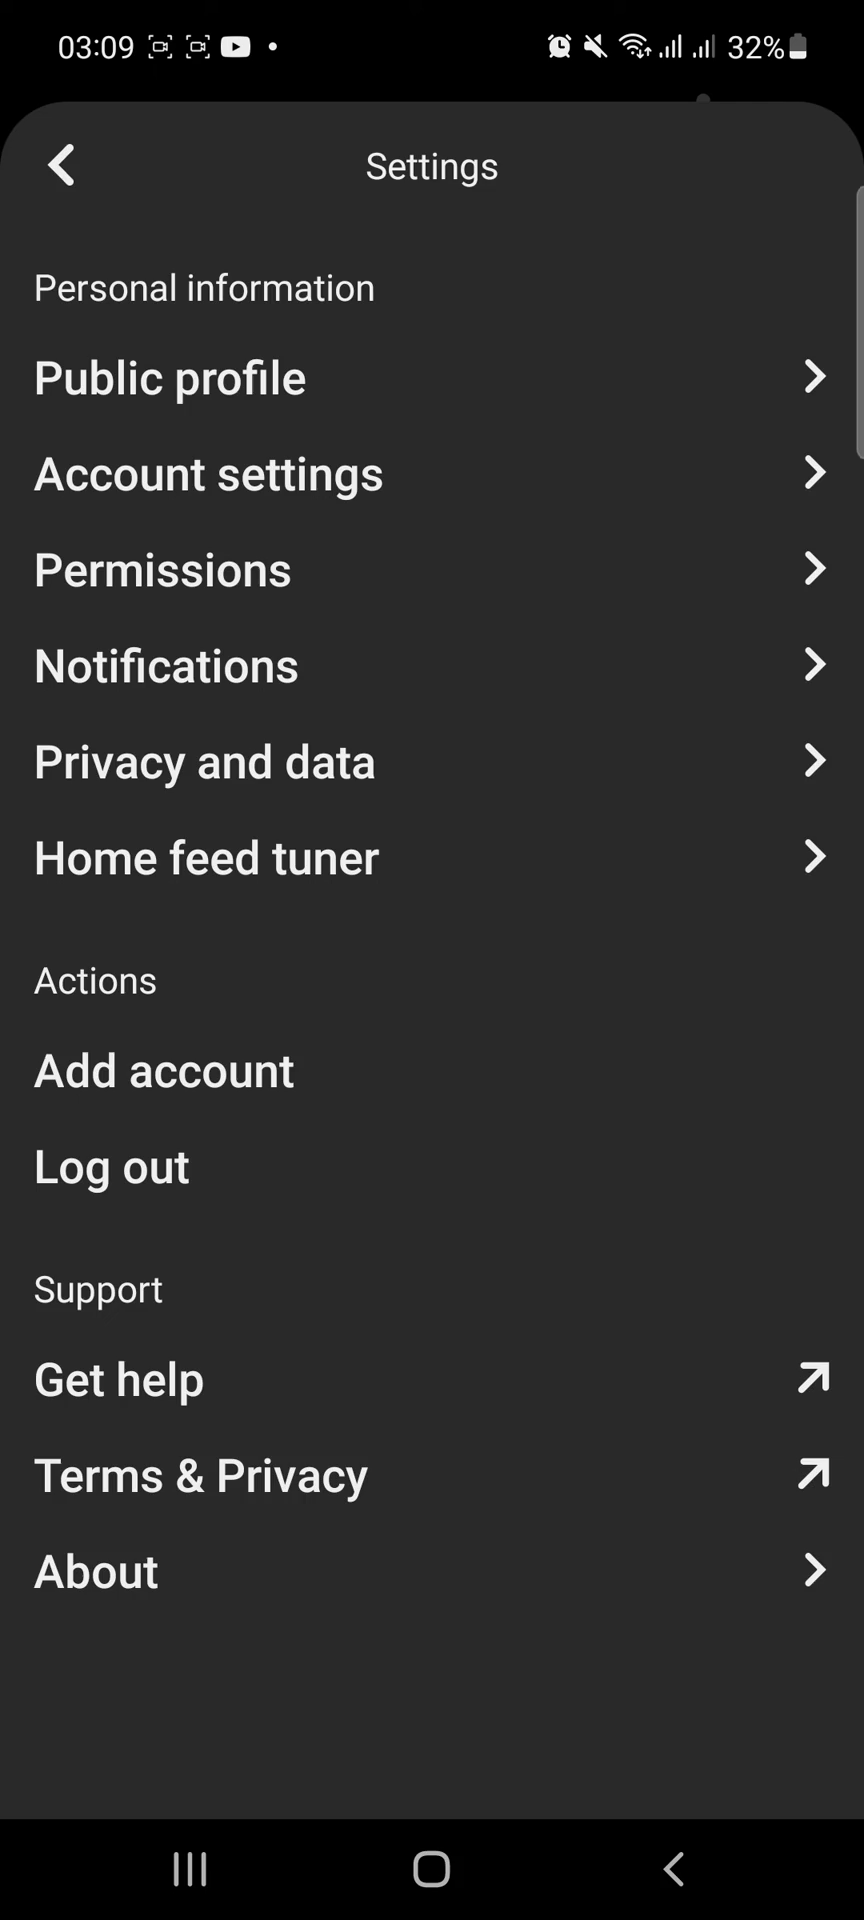 03:09 32%
Settings
Personal information
Public profile
Account settings
Permissions
Notifications
Privacy and data
Home feed tuner
Actions
Add account
Log out
Support
Get help
Terms & Privacy
About